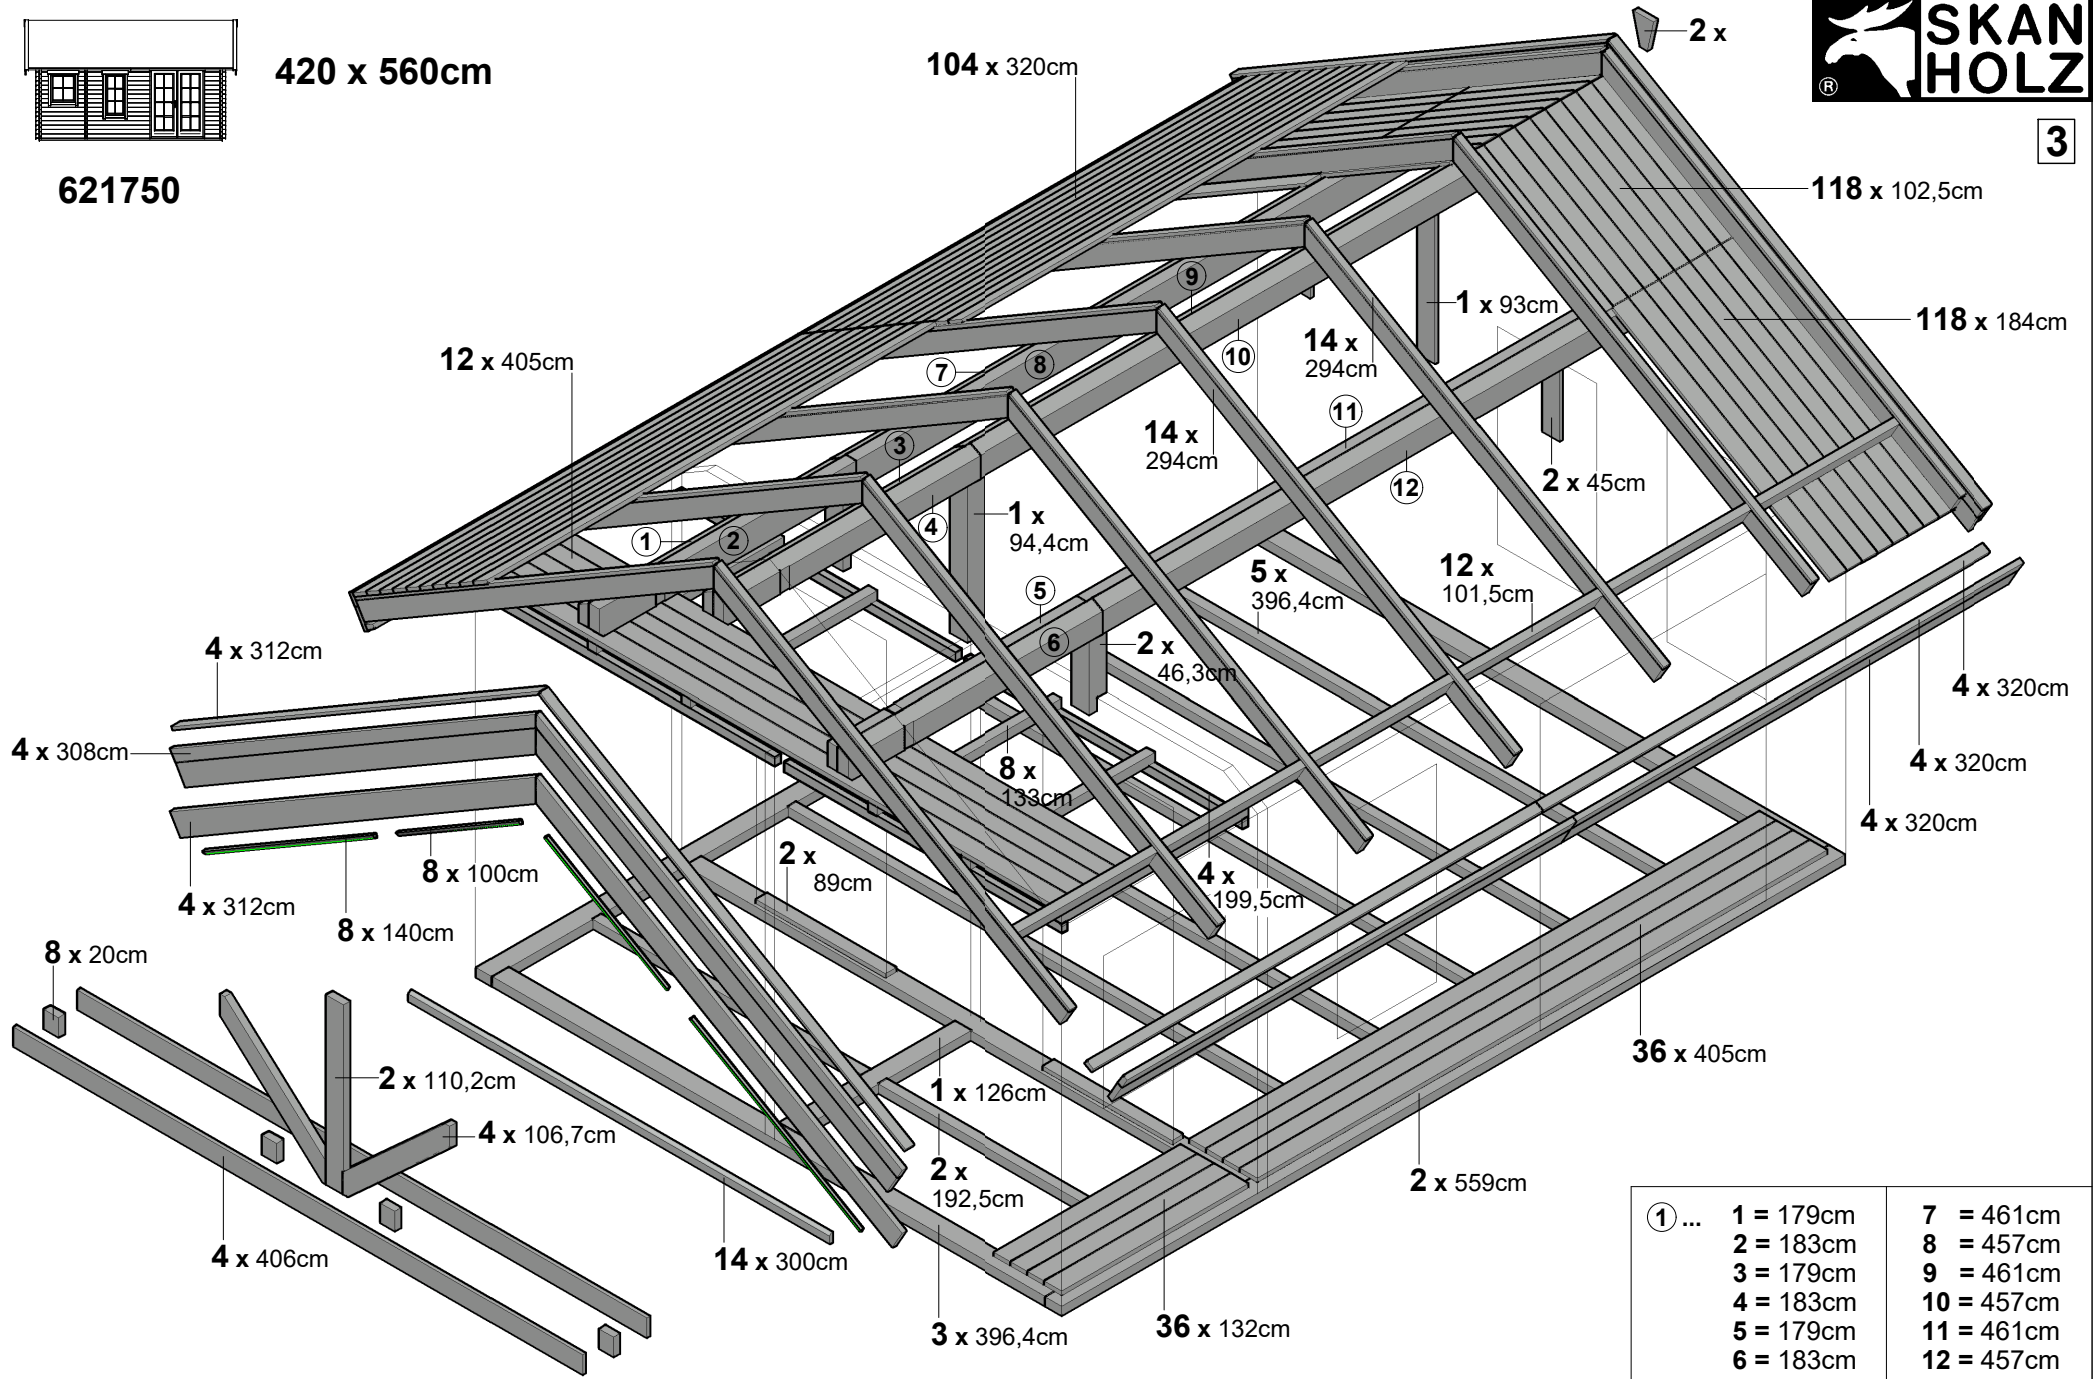 420 x 560cm
621750
SKAN
HOLZ
®
3
2 x
104 x 320cm
118 x 102,5cm
118 x 184cm
1 x 93cm
12 x 405cm
14 x
294cm
14 x
294cm
2 x 45cm
1 x
94,4cm
5 x
396,4cm
12 x
101,5cm
2 x
46,3cm
9
10
7
8
11
12
3
4
1
2
5
6
4 x 312cm
4 x 308cm
4 x 312cm
8 x 100cm
8 x 140cm
8 x
133cm
2 x
89cm
4 x
199,5cm
4 x 320cm
4 x 320cm
4 x 320cm
8 x 20cm
2 x 110,2cm
4 x 106,7cm
4 x 406cm
14 x 300cm
1 x 126cm
2 x
192,5cm
3 x 396,4cm
36 x 132cm
2 x 559cm
36 x 405cm
1 ... 1 = 179cm 7 = 461cm
2 = 183cm 8 = 457cm
3 = 179cm 9 = 461cm
4 = 183cm 10 = 457cm
5 = 179cm 11 = 461cm
6 = 183cm 12 = 457cm